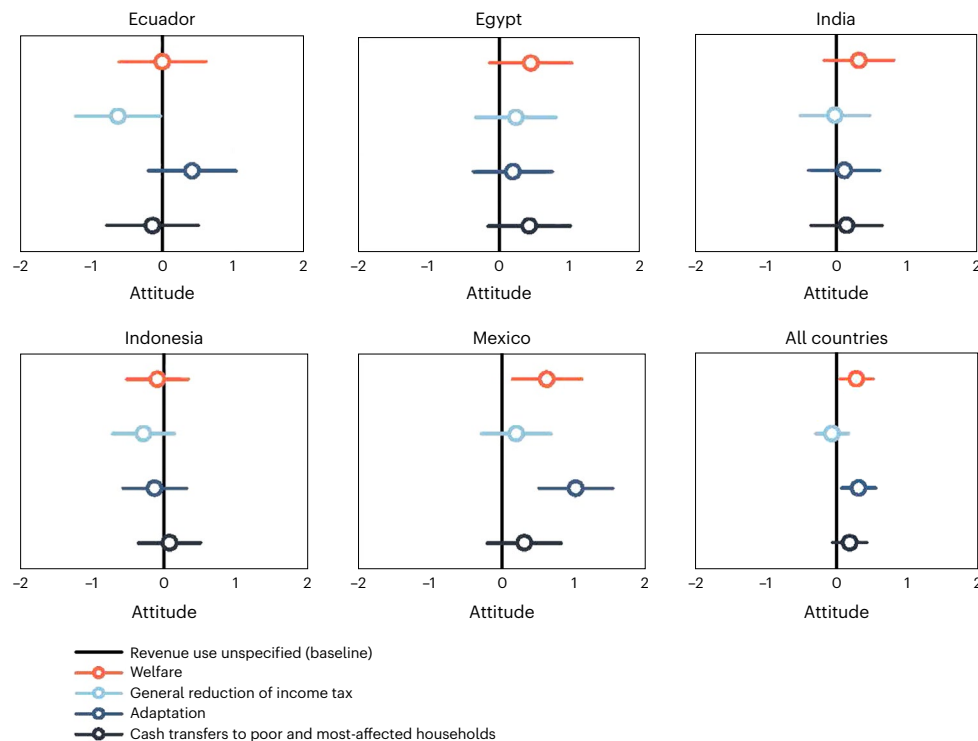 Ecuador
Egypt
India
–2 –1 0 1 2
–2 –1 0 1 2
–2 –1 0 1 2
Attitude
Attitude
Attitude
Indonesia
Mexico
All countries
–2 –1 0 1 2
–2 –1 0 1 2
–2 –1 0 1 2
Attitude
Attitude
Attitude
Revenue use unspecified (baseline)
Welfare
General reduction of income tax
Adaptation
Cash transfers to poor and most-affected households